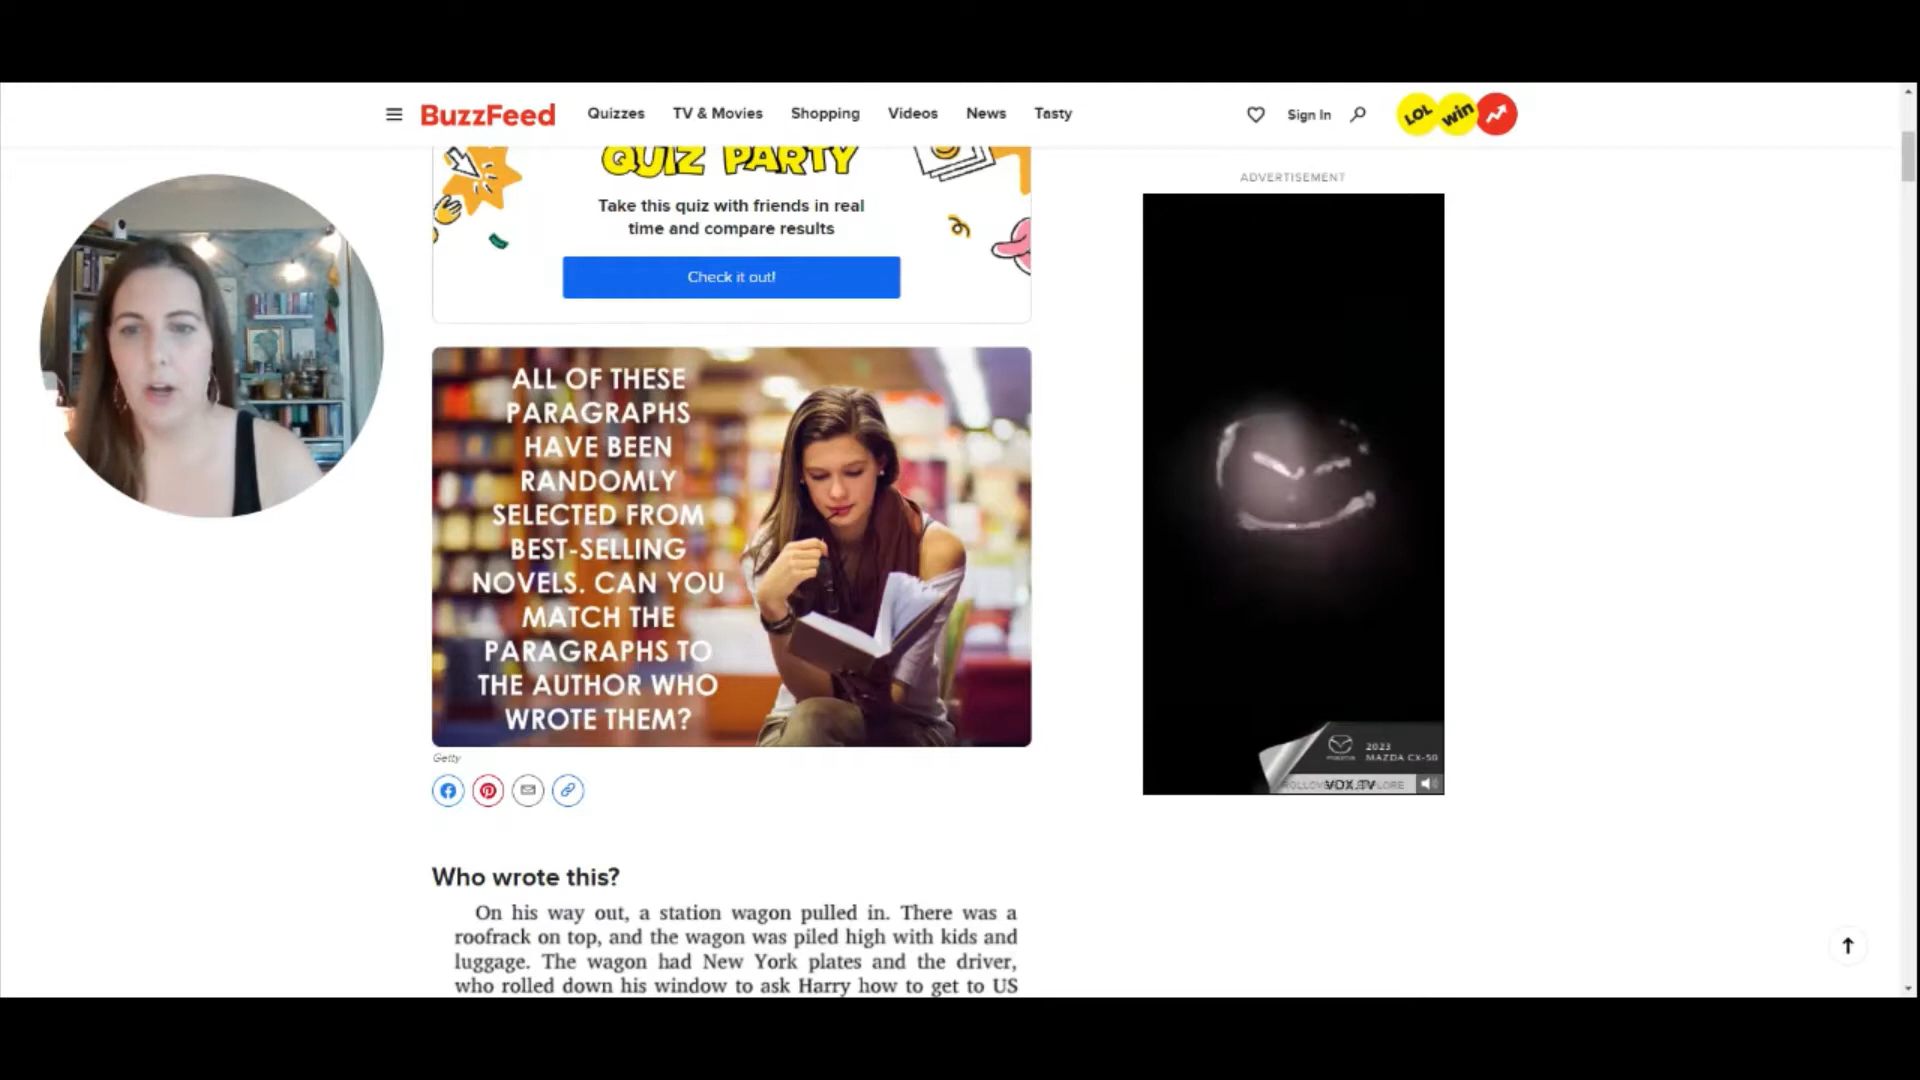 BuzzFeed Quizzes TV & Movies Shopping Videos News Tasty Sign In LOL win
QUIZ PARTY
Take this quiz with friends in real
time and compare results
Check it out!
ADVERTISEMENT
ALL OF THESE
PARAGRAPHS
HAVE BEEN
RANDOMLY
SELECTED FROM
BEST-SELLING
NOVELS. CAN YOU
MATCH THE
PARAGRAPHS TO
THE AUTHOR WHO
WROTE THEM?
2023
MAZDA CX-50
VOX.TV
Getty
Who wrote this?
On his way out, a station wagon pulled in. There was a
roofrack on top, and the wagon was piled high with kids and
luggage. The wagon had New York plates and the driver,
who rolled down his window to ask Harry how to get to US